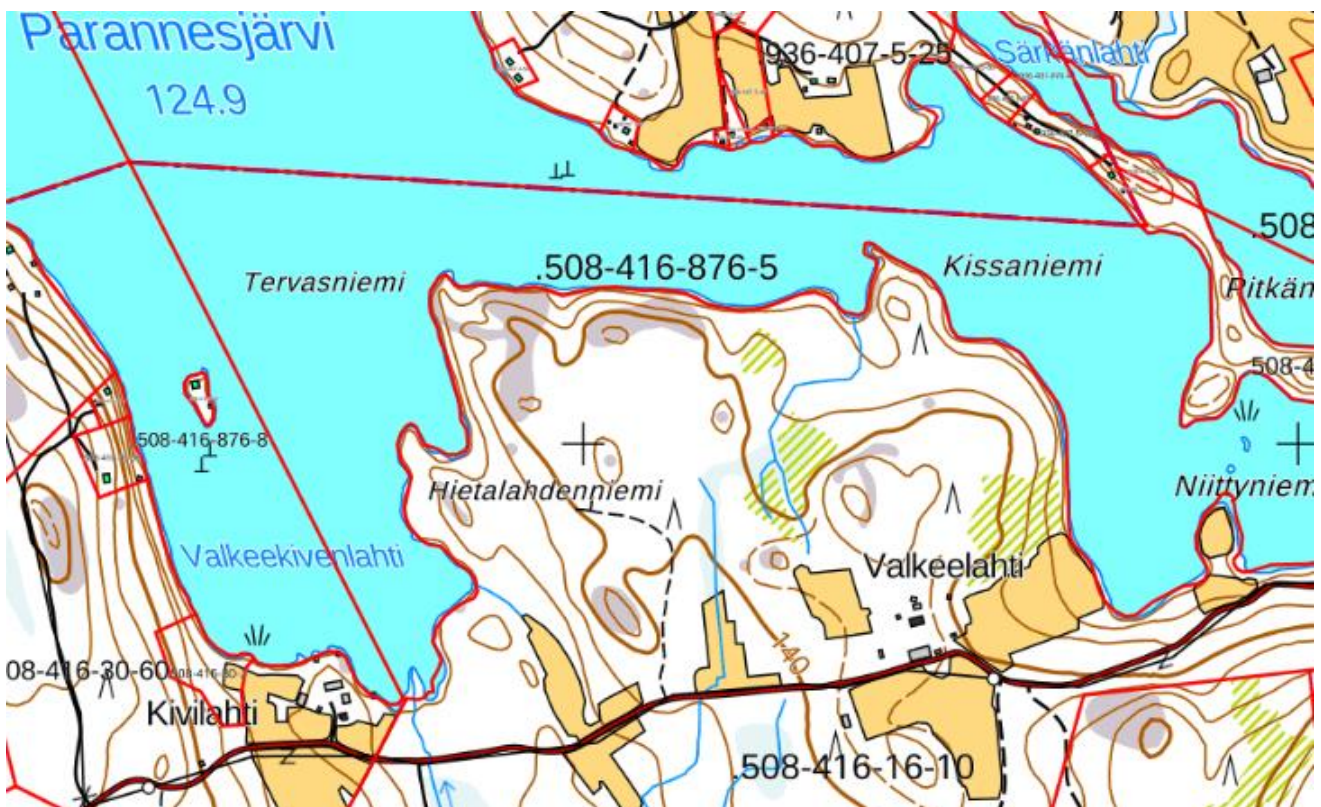 Parannesjärvi
124.9
.936-407-5-25
Särkänlahti
.508
Tervasniemi
.508-416-876-5
Kissaniemi
Pitkän
508-4
508-416-876-8
Hietalahdenniemi
Niittyniem
Valkeekivenlahti
Valkeelahti
140
08-416-30-60
Kivilahti
.508-416-16-10